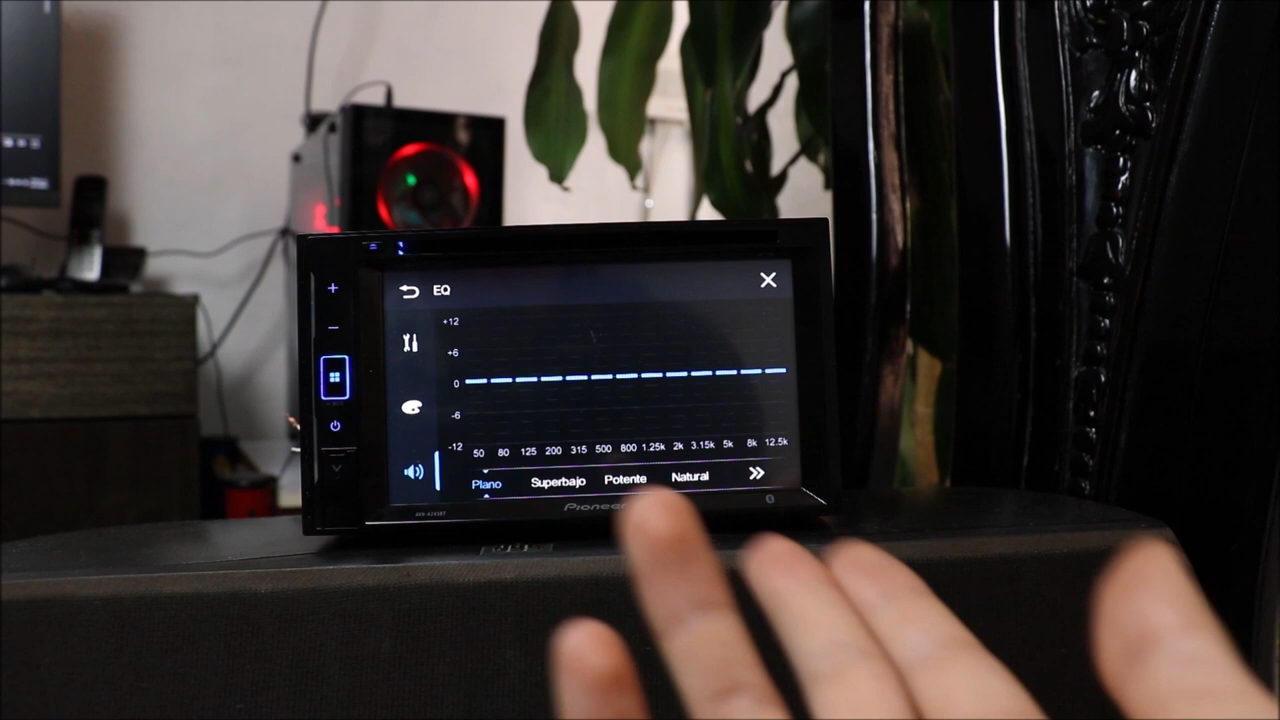 EQ
+12
+6
0
-6
-12
50 80 125 200 315 500 800 1.25k 2k 3.15k 5k 8k 12.5k
Plano Superbajo Potente Natural
Pioneer